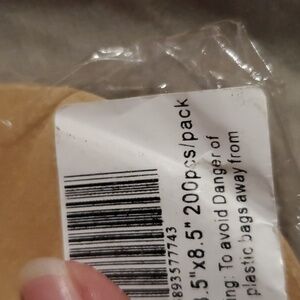 .5"x8.5" 200pcs/pack
ng: To avoid Danger of
plastic bags away from
893577743